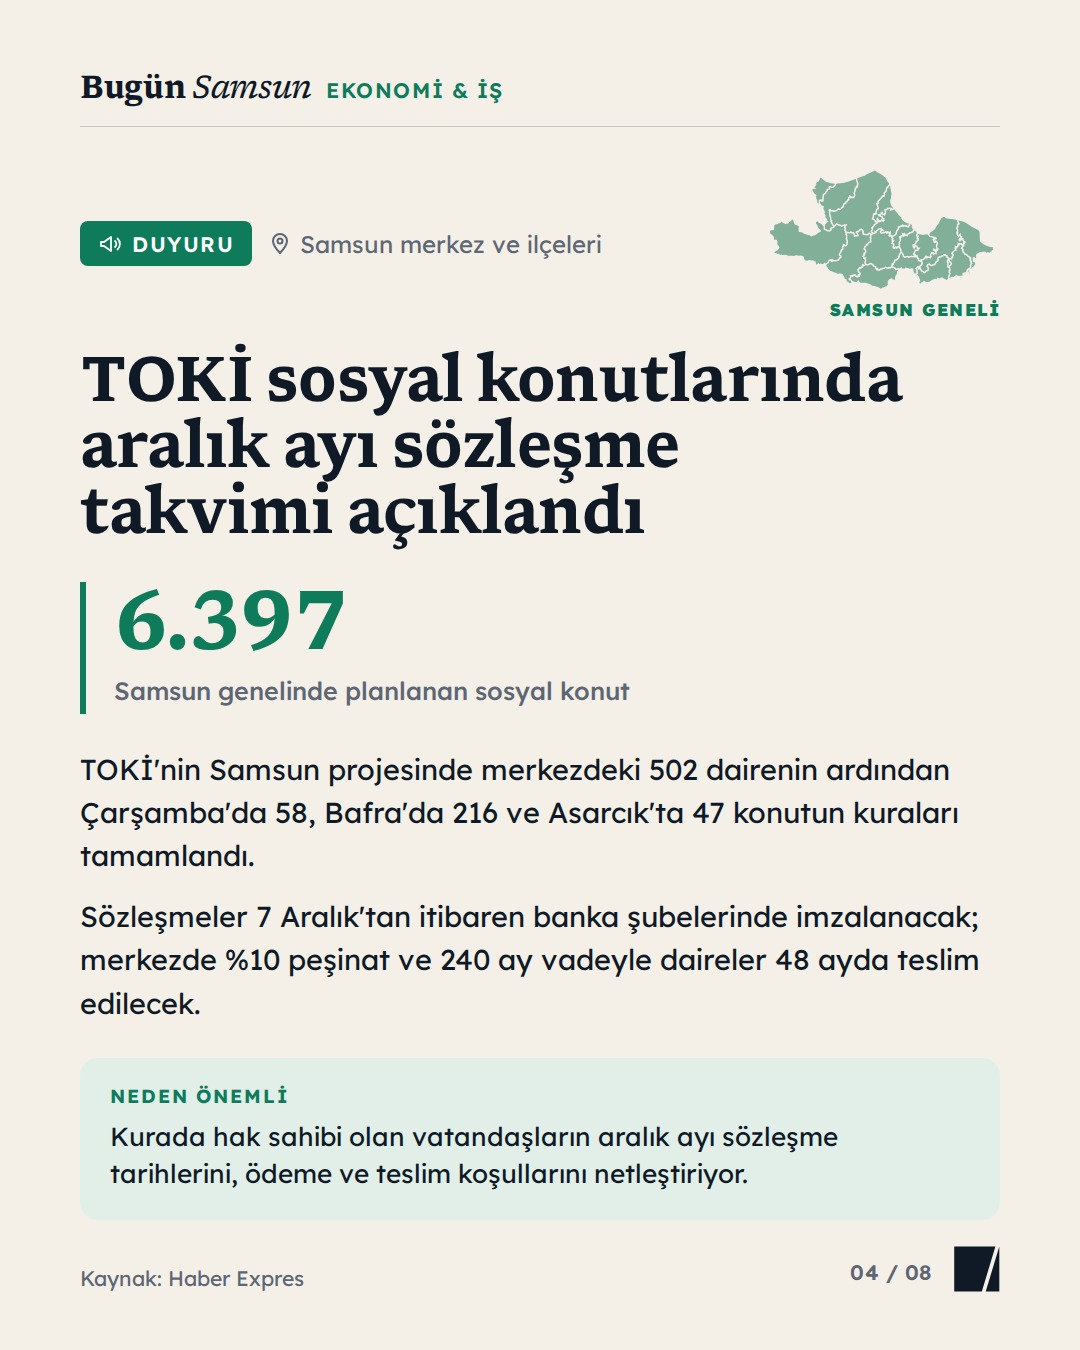 Bugün Samsun EKONOMİ & İŞ
DUYURU Samsun merkez ve ilçeleri
SAMSUN GENELİ
TOKİ sosyal konutlarında
aralık ayı sözleşme
takvimi açıklandı
6.397
Samsun genelinde planlanan sosyal konut
TOKİ'nin Samsun projesinde merkezdeki 502 dairenin ardından
Çarşamba'da 58, Bafra'da 216 ve Asarcık'ta 47 konutun kuraları
tamamlandı.
Sözleşmeler 7 Aralık'tan itibaren banka şubelerinde imzalanacak;
merkezde %10 peşinat ve 240 ay vadeyle daireler 48 ayda teslim
edilecek.
NEDEN ÖNEMLİ
Kurada hak sahibi olan vatandaşların aralık ayı sözleşme
tarihlerini, ödeme ve teslim koşullarını netleştiriyor.
Kaynak: Haber Expres
04 / 08